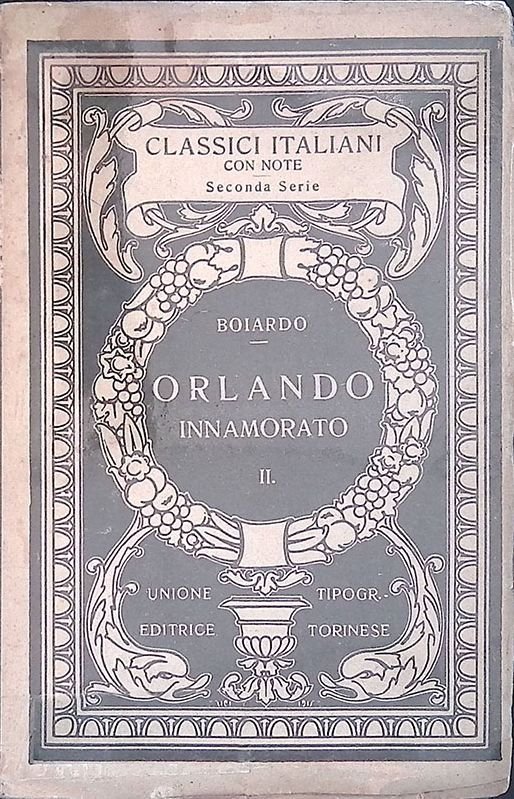 CLASSICI ITALIANI
CON NOTE
Seconda Serie
BOIARDO
ORLANDO
INNAMORATO
II.
UNIONE TIPOGR.-
EDITRICE TORINESE